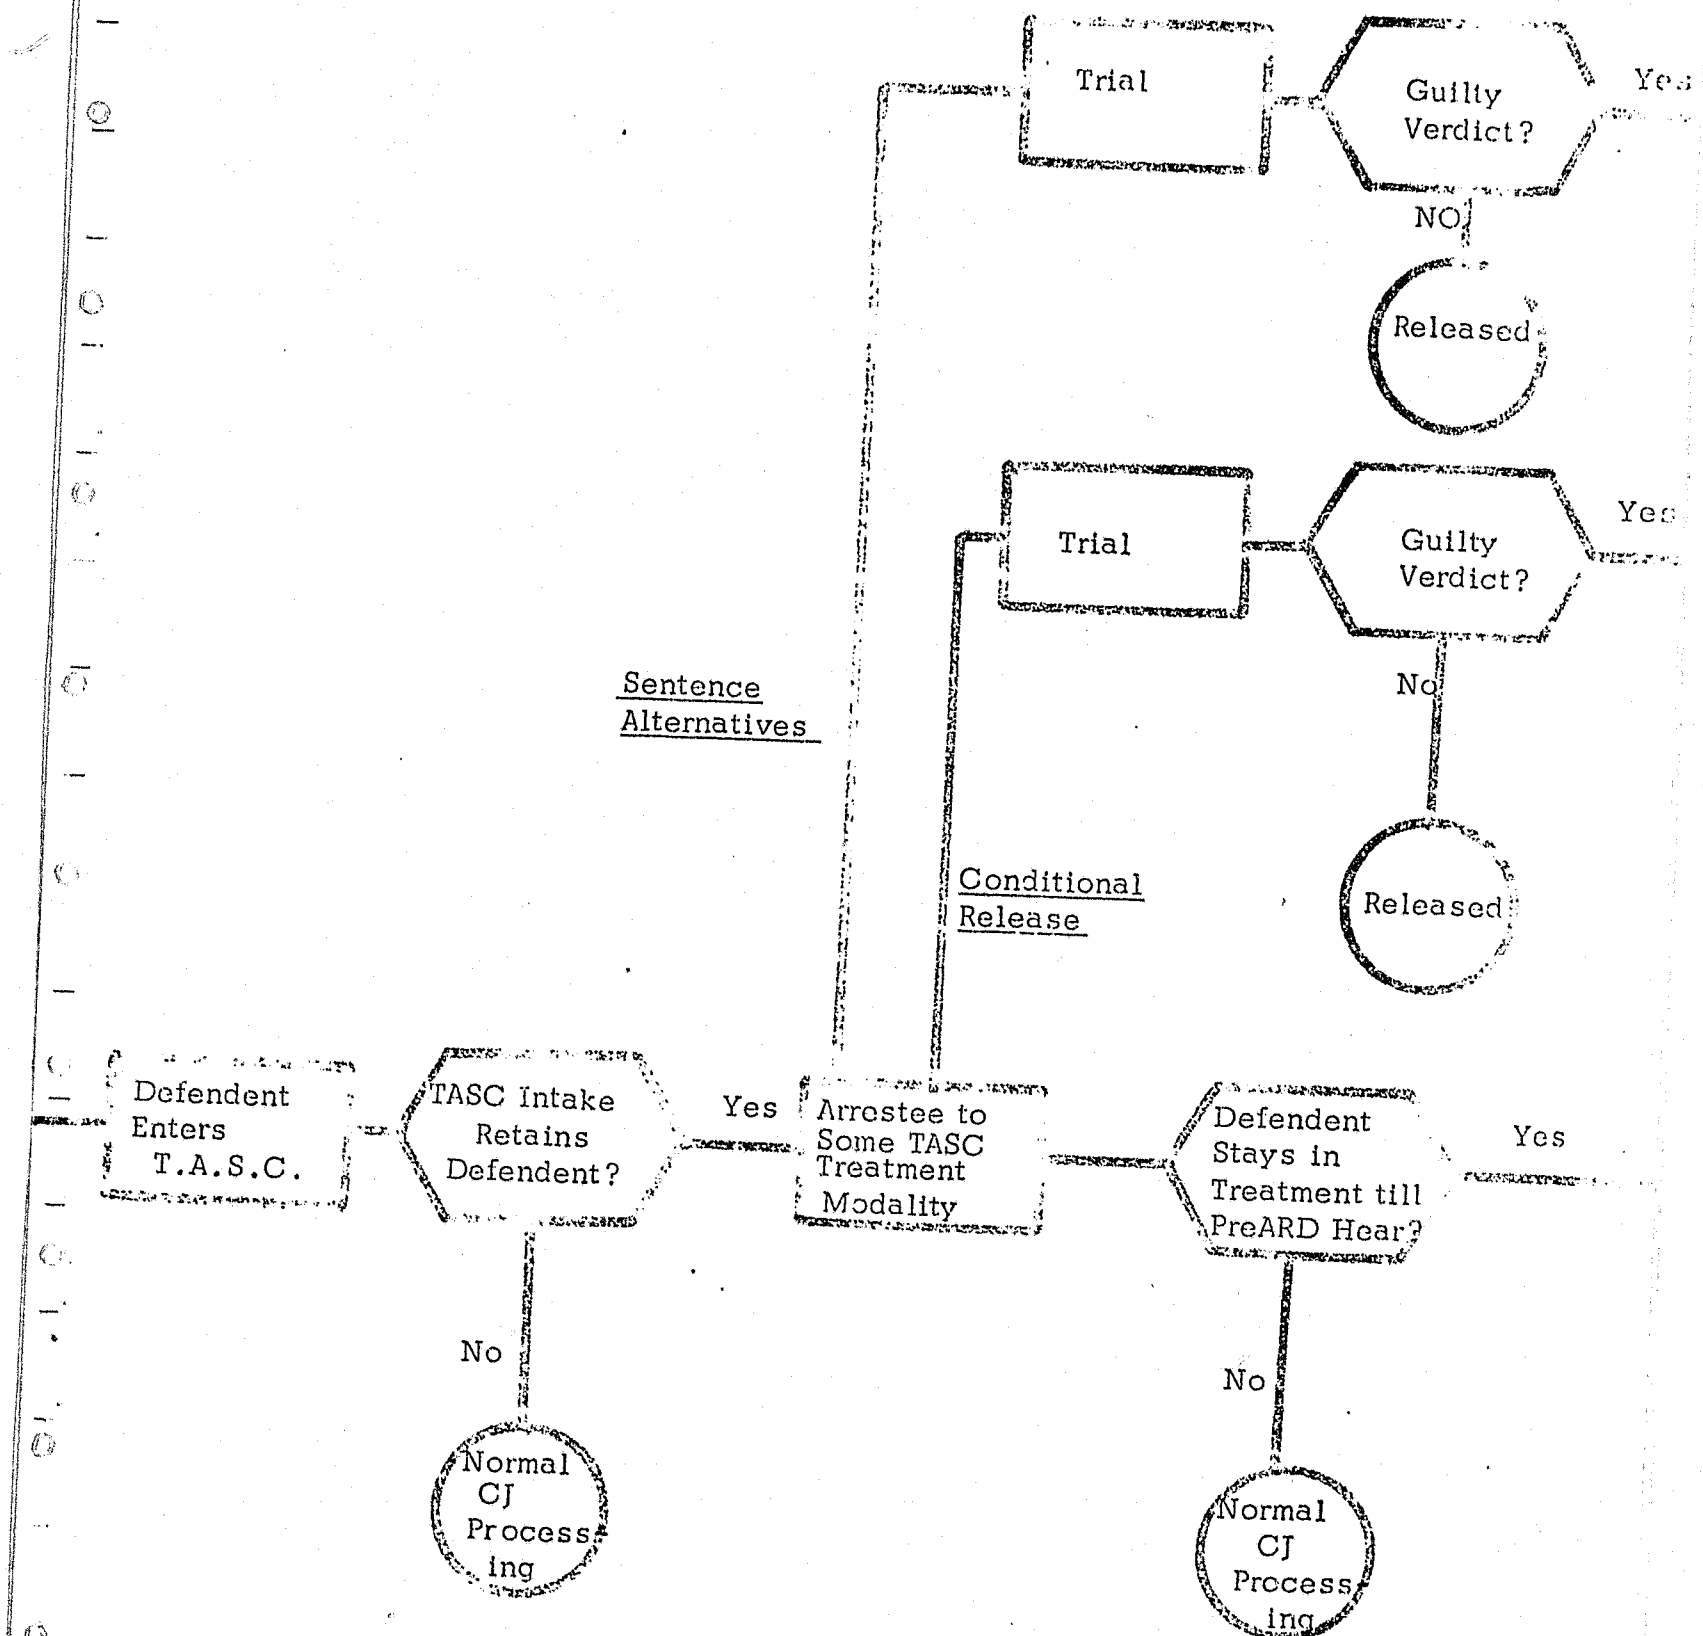 Trial
Guilty
Verdict?
Yes
NO
Released
Trial
Guilty
Verdict?
Yes
No
Released
Sentence
Alternatives
Conditional
Release
Defendent
Enters
T.A.S.C.
TASC Intake
Retains
Defendent?
Yes
Arrestee to
Some TASC
Treatment
Modality
Defendent
Stays in
Treatment till
PreARD Hear?
Yes
No
Normal
CJ
Process
ing
No
Normal
CJ
Process
ing